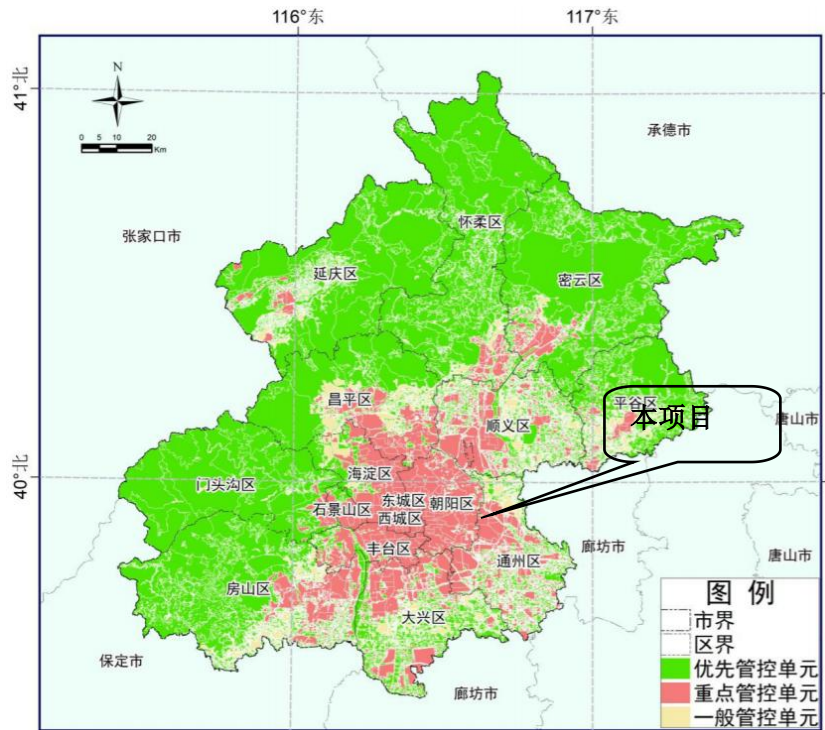 116°东
117°东
41°北
N
0 5 10 20
Km
承德市
怀柔区
张家口市
延庆区
密云区
昌平区
平谷区
本项目
顺义区
唐山市
40°北
海淀区
门头沟区
东城区
朝阳区
石景山区
西城区
丰台区
廊坊市
通州区
唐山市
房山区
大兴区
图 例
市界
区界
优先管控单元
重点管控单元
一般管控单元
保定市
廊坊市